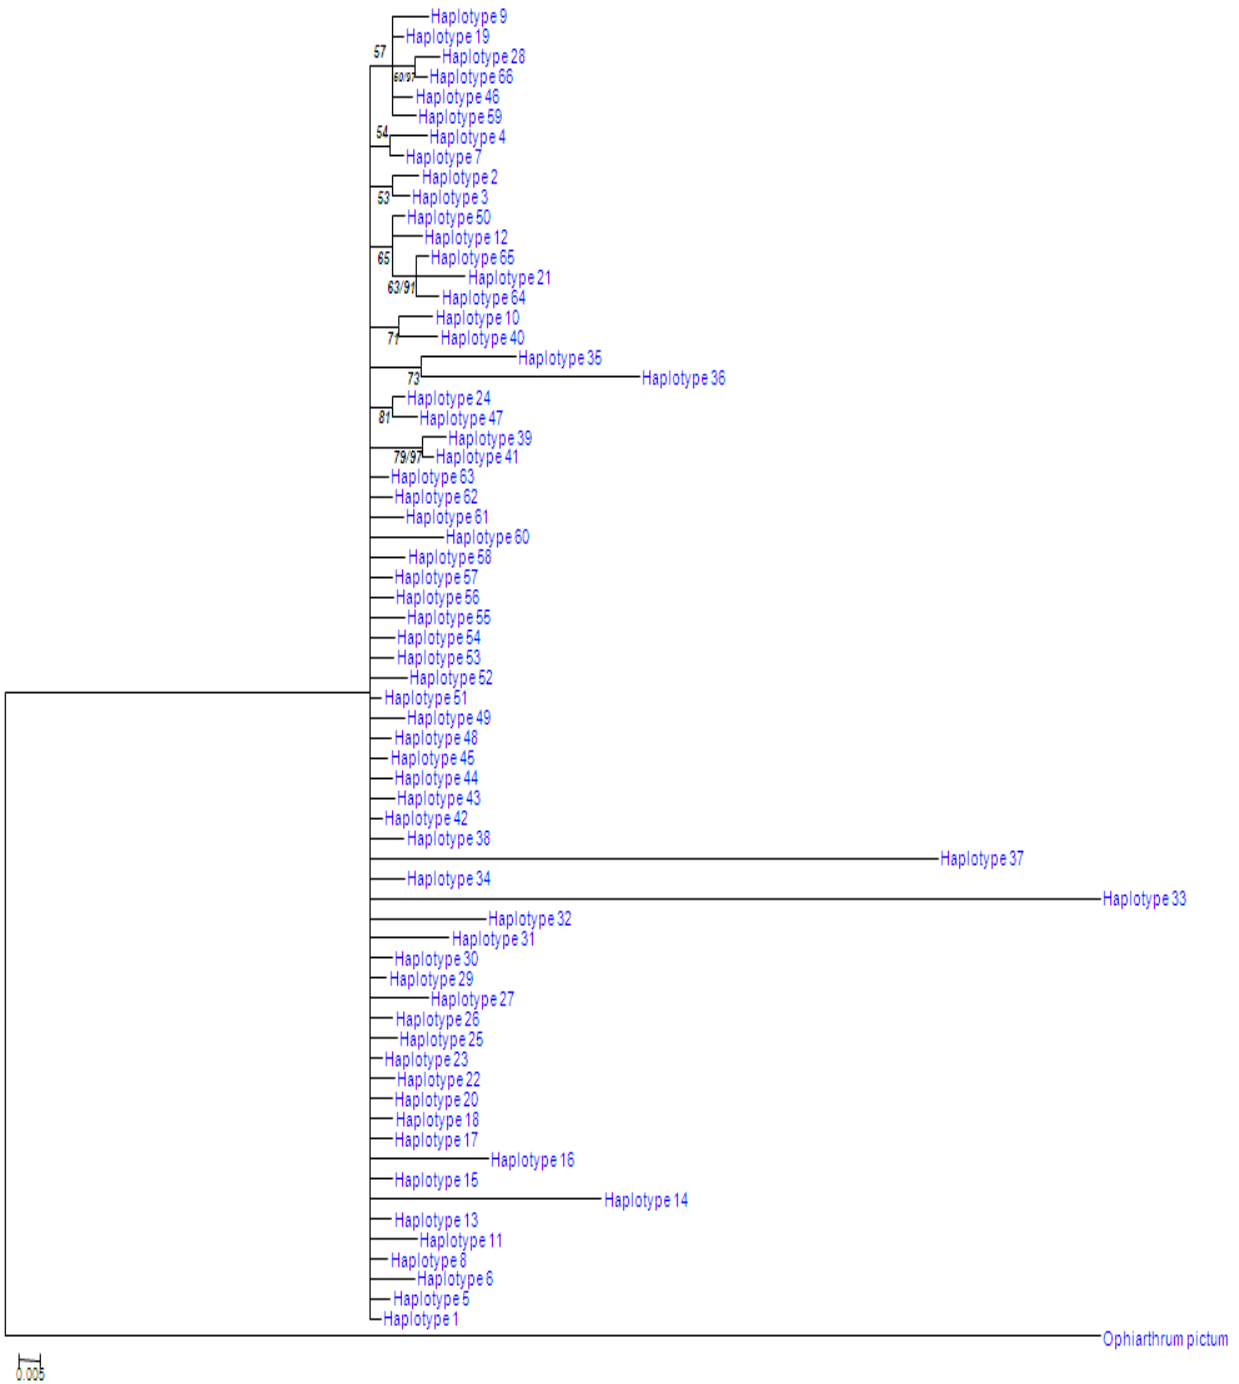 Haplotype 9
Haplotype 19
57
Haplotype 28
60/97
Haplotype 66
Haplotype 46
Haplotype 59
54
Haplotype 4
Haplotype 7
Haplotype 2
53
Haplotype 3
Haplotype 50
Haplotype 12
65
Haplotype 65
Haplotype 21
63/91
Haplotype 64
Haplotype 10
71
Haplotype 40
Haplotype 35
73
Haplotype 36
Haplotype 24
81
Haplotype 47
Haplotype 39
79/97
Haplotype 41
Haplotype 63
Haplotype 62
Haplotype 61
Haplotype 60
Haplotype 58
Haplotype 57
Haplotype 56
Haplotype 55
Haplotype 54
Haplotype 53
Haplotype 52
Haplotype 51
Haplotype 49
Haplotype 48
Haplotype 45
Haplotype 44
Haplotype 43
Haplotype 42
Haplotype 38
Haplotype 37
Haplotype 34
Haplotype 33
Haplotype 32
Haplotype 31
Haplotype 30
Haplotype 29
Haplotype 27
Haplotype 26
Haplotype 25
Haplotype 23
Haplotype 22
Haplotype 20
Haplotype 18
Haplotype 17
Haplotype 16
Haplotype 15
Haplotype 14
Haplotype 13
Haplotype 11
Haplotype 8
Haplotype 6
Haplotype 5
Haplotype 1
Ophiarthrum pictum
0.005